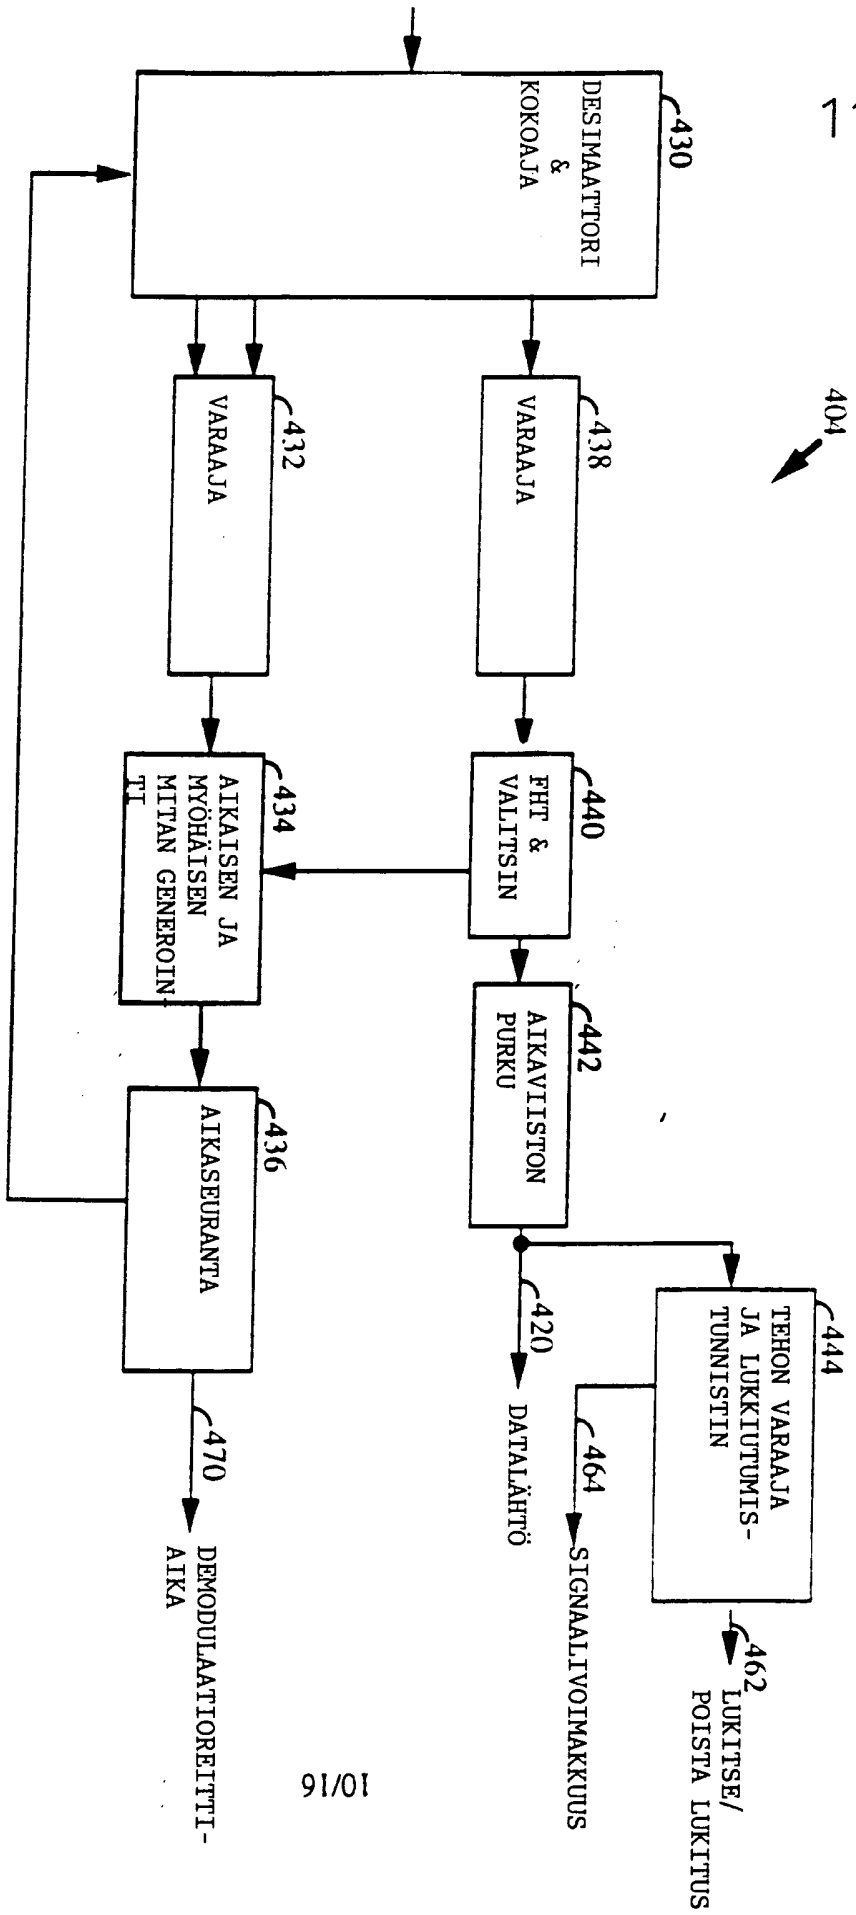 404
430
DESIMAATTORI
&
KOKOAJA
438
VARAAJA
432
VARAAJA
440
FHT &
VALITSIN
434
AIKAISEN JA
MYÖHÄISEN
MITAN GENEROIN-
TI
442
AIKAVIISTON
PURKU
436
AIKASEURANTA
444
TEHON VARAAJA
JA LUKKIUTUMIS-
TUNNISTIN
420
DATALÄHTÖ
464
SIGNAALIVOIMAKKUUS
462
LUKITSE/
POISTA LUKITUS
470
DEMODULAATIOREITTI-
AIKA
10/16